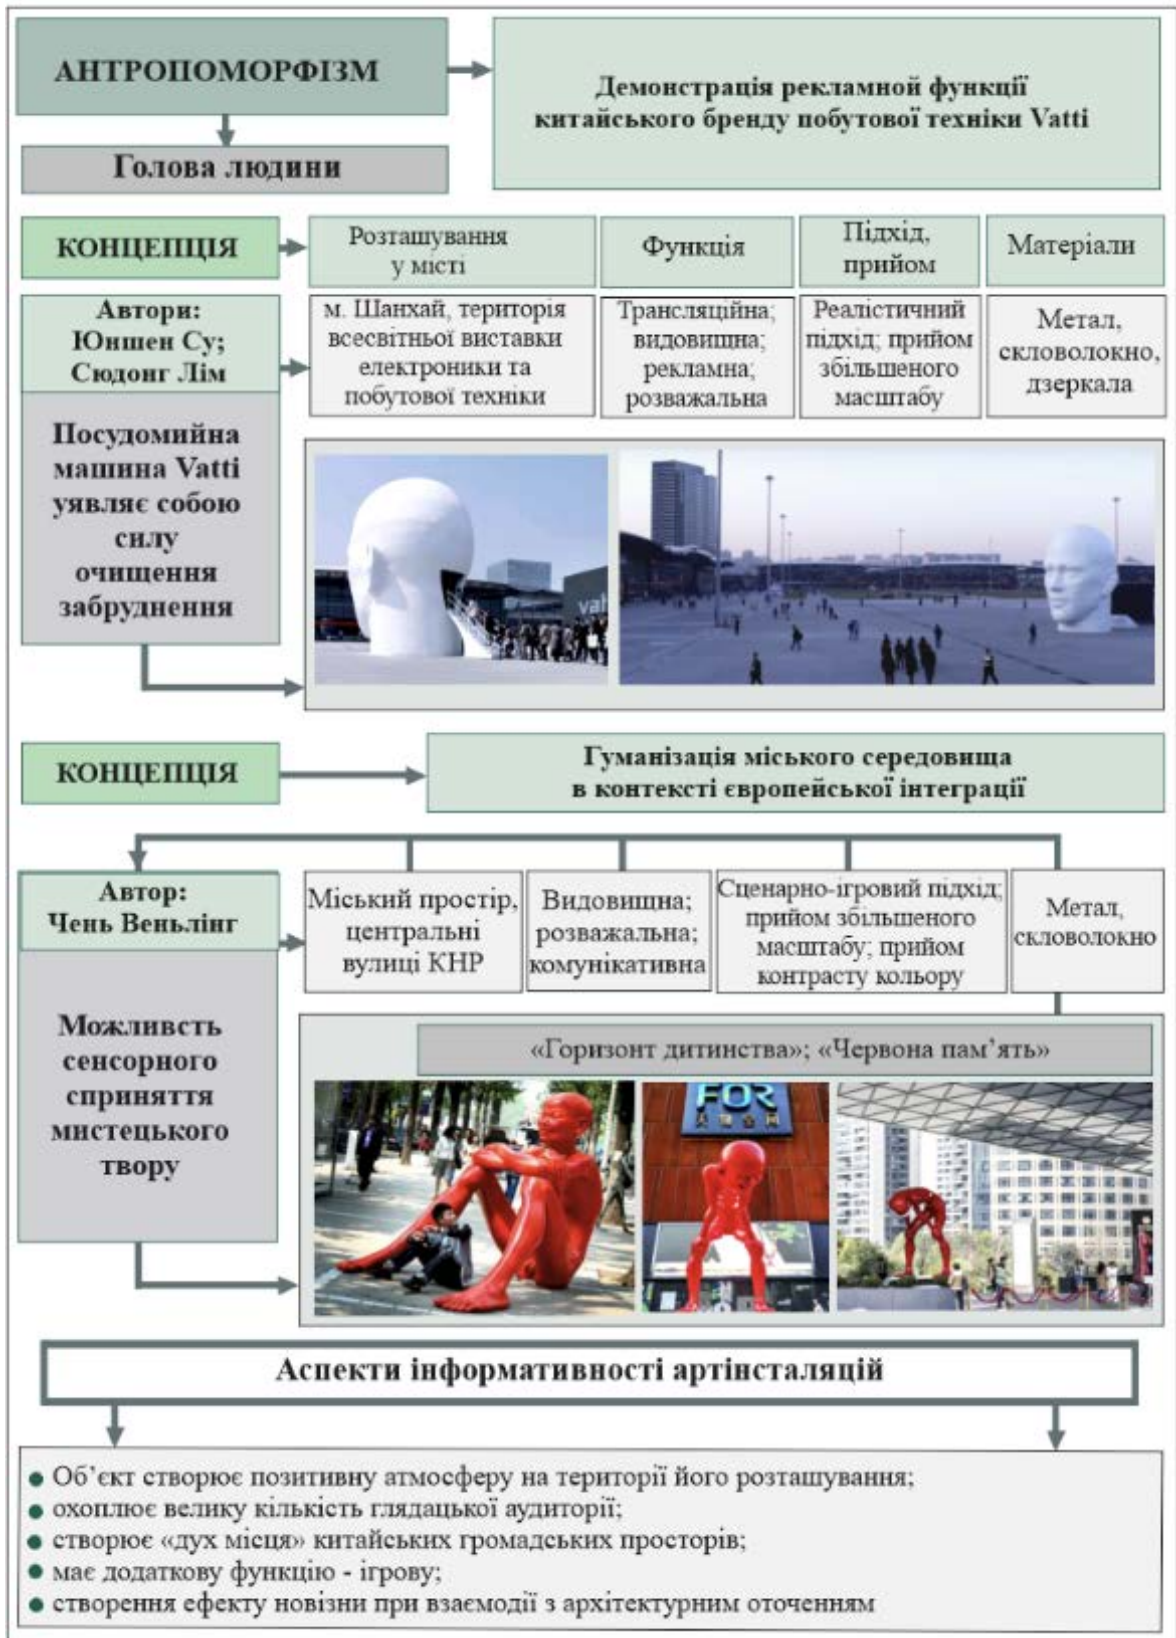 АНТРОПОМОРФІЗМ
Демонстрація рекламной функції
китайського бренду побутової техніки Vatti
Голова людини
КОНЦЕПЦІЯ
Розташування
у місті
Функція
Підхід,
прийом
Матеріали
Автори:
Юншен Су;
Сюдонг Лім
м. Шанхай, територія
всесвітньої виставки
електроники та
побутової техніки
Трансляційна;
видовищна;
рекламна;
розважальна
Реалістичний
підхід; прийом
збільшеного
масштабу
Метал,
скловолокно,
дзеркала
Посудомийна
машина Vatti
уявляє собою
силу
очищення
забруднення
КОНЦЕПЦІЯ
Гуманізація міського середовища
в контексті європейської інтеграції
Автор:
Чень Веньлінг
Міський простір,
центральні
вулиці КНР
Видовищна;
розважальна;
комунікативна
Сценарно-ігровий підхід;
прийом збільшеного
масштабу; прийом
контрасту кольору
Метал,
скловолокно
Можливсть
сенсорного
сприняття
мистецького
твору
«Горизонт дитинства»; «Червона пам’ять»
FOR
Аспекти інформативності артінсталяцій
Об’єкт створює позитивну атмосферу на території його розташування;
охоплює велику кількість глядацької аудиторії;
створює «дух місця» китайських громадських просторів;
має додаткову функцію - ігрову;
створення ефекту новізни при взаємодії з архітектурним оточенням